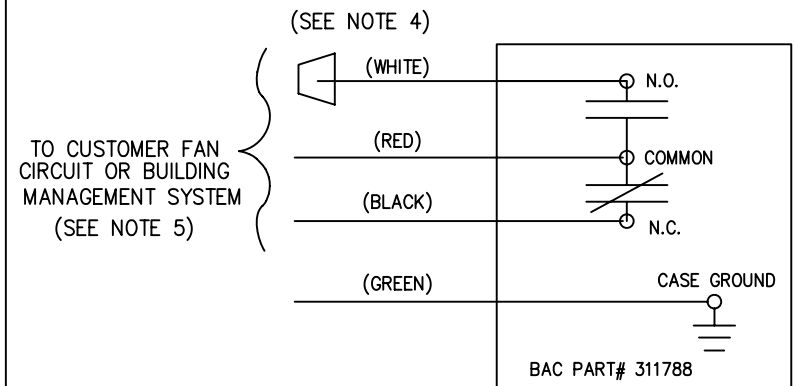 (SEE NOTE 4)
(WHITE)
N.O.
(RED)
COMMON
TO CUSTOMER FAN
CIRCUIT OR BUILDING
MANAGEMENT SYSTEM
(SEE NOTE 5)
(BLACK)
N.C.
(GREEN)
CASE GROUND
BAC PART# 311788